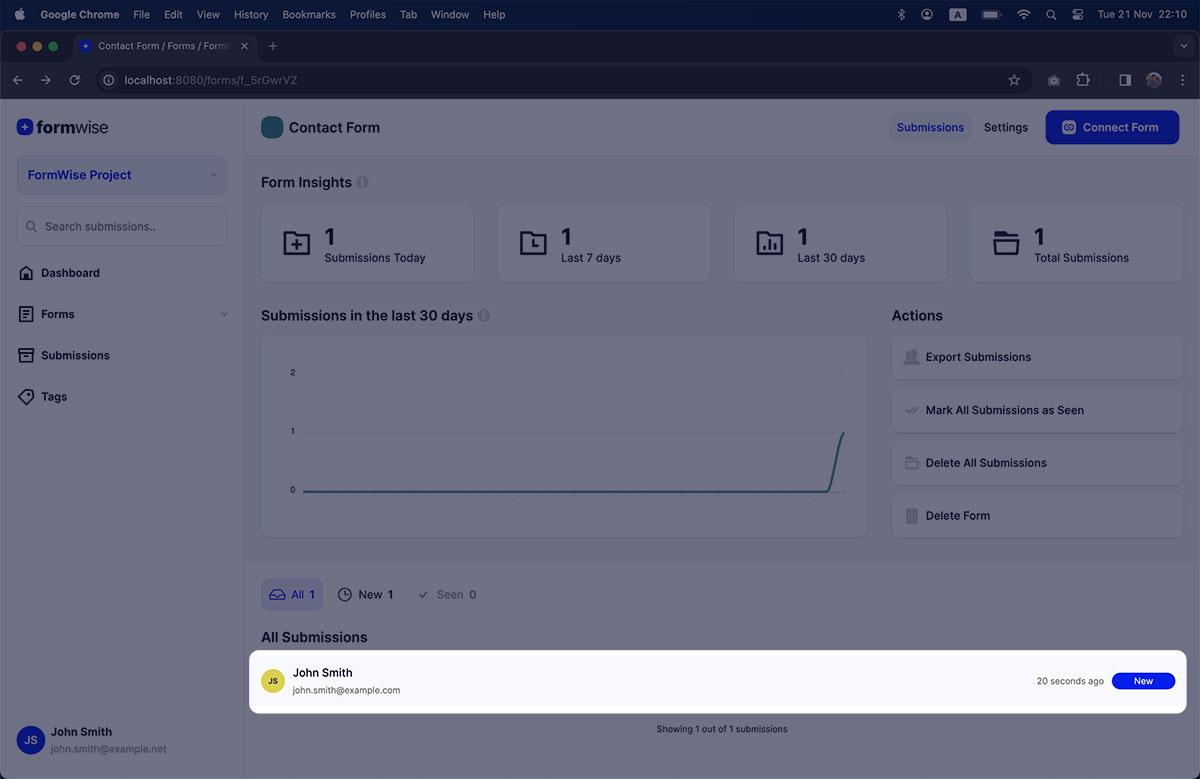 Google Chrome File Edit View History Bookmarks Profiles Tab Window Help A Tue 21 Nov 22:10
Contact Form / Forms / Form
localhost:8080/forms/f_5rGwrVZ
formwise
Contact Form
Submissions
Settings
Connect Form
FormWise Project
Search submissions..
Dashboard
Forms
Submissions
Tags
Form Insights
1
Submissions Today
1
Last 7 days
1
Last 30 days
1
Total Submissions
Submissions in the last 30 days
2
1
0
Actions
Export Submissions
Mark All Submissions as Seen
Delete All Submissions
Delete Form
All 1
New 1
Seen 0
All Submissions
JS
John Smith
john.smith@example.com
20 seconds ago
New
Showing 1 out of 1 submissions
JS
John Smith
john.smith@example.net